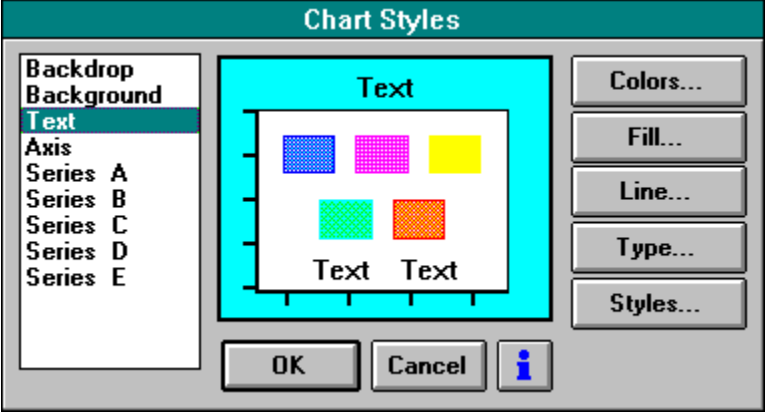 Chart Styles
Backdrop
Background
Text
Axis
Series A
Series B
Series C
Series D
Series E
Text
Text Text
Colors...
Fill...
Line...
Type...
Styles...
OK
Cancel
i